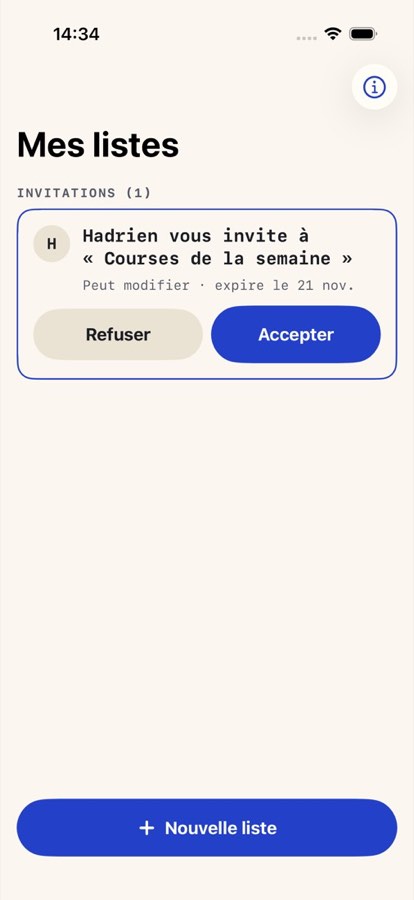 14:34
Mes listes
INVITATIONS (1)
H
Hadrien vous invite à
« Courses de la semaine »
Peut modifier · expire le 21 nov.
Refuser
Accepter
+ Nouvelle liste